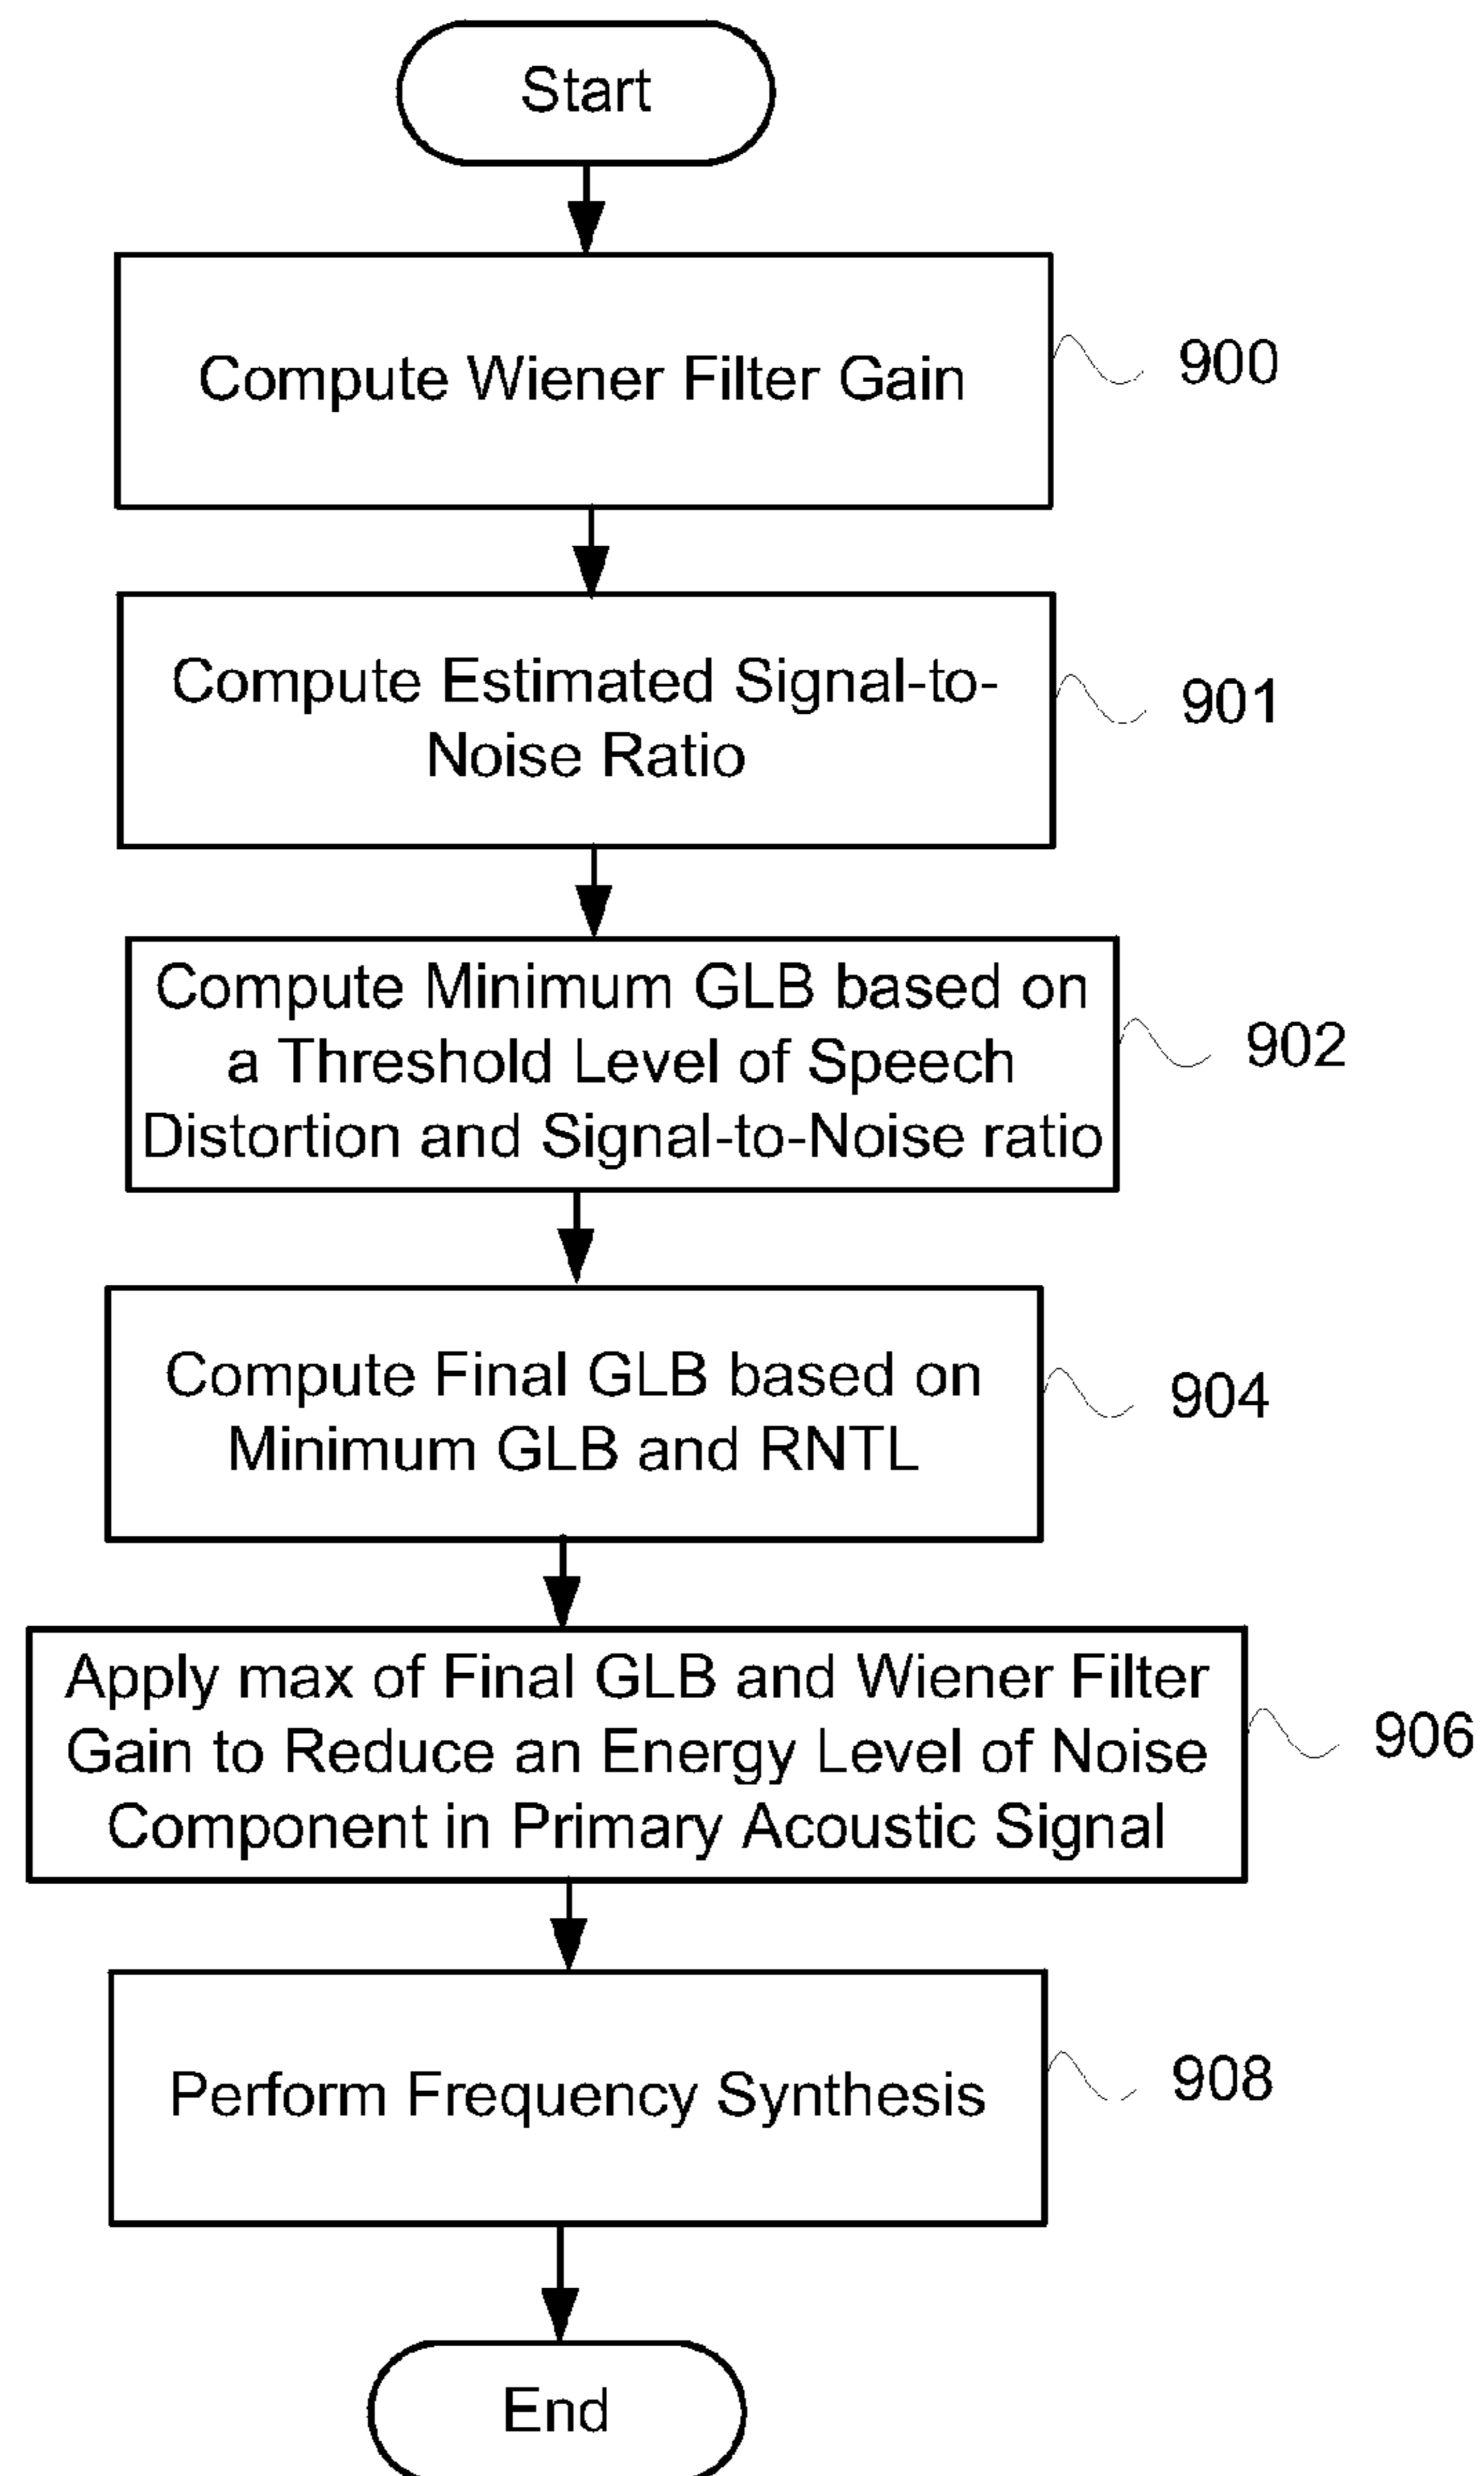 Start
Compute Wiener Filter Gain
900
Compute Estimated Signal-to-
Noise Ratio
901
Compute Minimum GLB based on
a Threshold Level of Speech
Distortion and Signal-to-Noise ratio
902
Compute Final GLB based on
Minimum GLB and RNTL
904
Apply max of Final GLB and Wiener Filter
Gain to Reduce an Energy Level of Noise
Component in Primary Acoustic Signal
906
Perform Frequency Synthesis
908
End